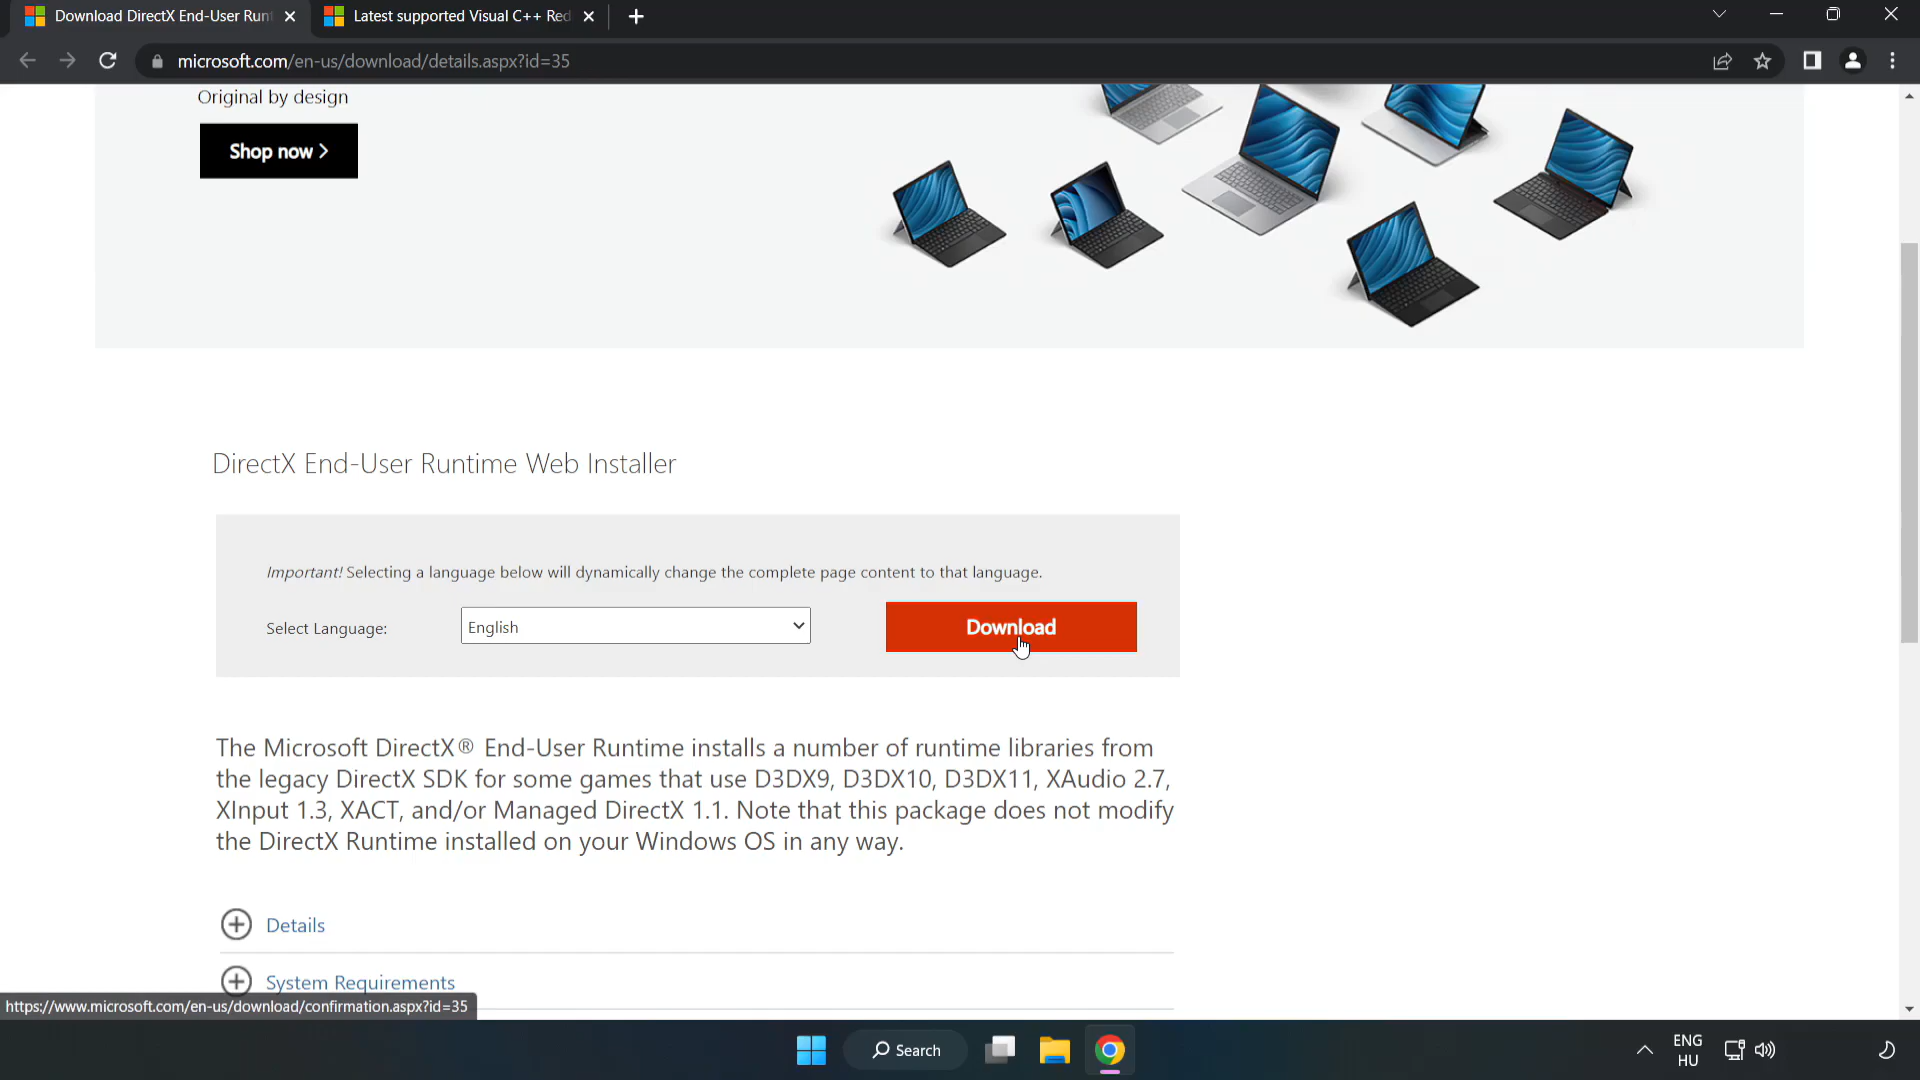 Download DirectX End-User Runt
Latest supported Visual C++ Red
microsoft.com/en-us/download/details.aspx?id=35
Original by design
Shop now >
DirectX End-User Runtime Web Installer
Important! Selecting a language below will dynamically change the complete page content to that language.
Select Language:
English
Download
The Microsoft DirectX® End-User Runtime installs a number of runtime libraries from
the legacy DirectX SDK for some games that use D3DX9, D3DX10, D3DX11, XAudio 2.7,
XInput 1.3, XACT, and/or Managed DirectX 1.1. Note that this package does not modify
the DirectX Runtime installed on your Windows OS in any way.
Details
System Requirements
https://www.microsoft.com/en-us/download/confirmation.aspx?id=35
Search
ENG
HU